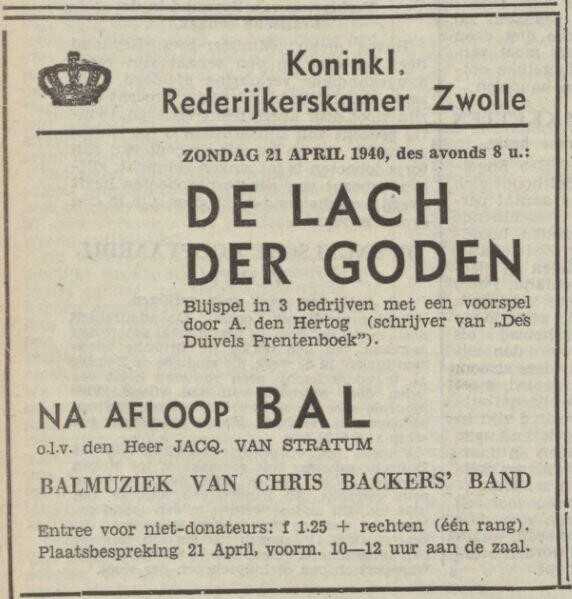 Koninkl.
Rederijkerskamer Zwolle
ZONDAG 21 APRIL 1940, des avonds 8 u.:
DE LACH
DER GODEN
Blijspel in 3 bedrijven met een voorspel
door A. den Hertog (schrijver van „Des
Duivels Prentenboek”).
NA AFLOOP BAL
o.l.v. den Heer JACQ. VAN STRATUM
BALMUZIEK VAN CHRIS BACKERS' BAND
Entree voor niet-donateurs: f 1.25 + rechten (één rang).
Plaatsbespreking 21 April, voorm. 10—12 uur aan de zaal.